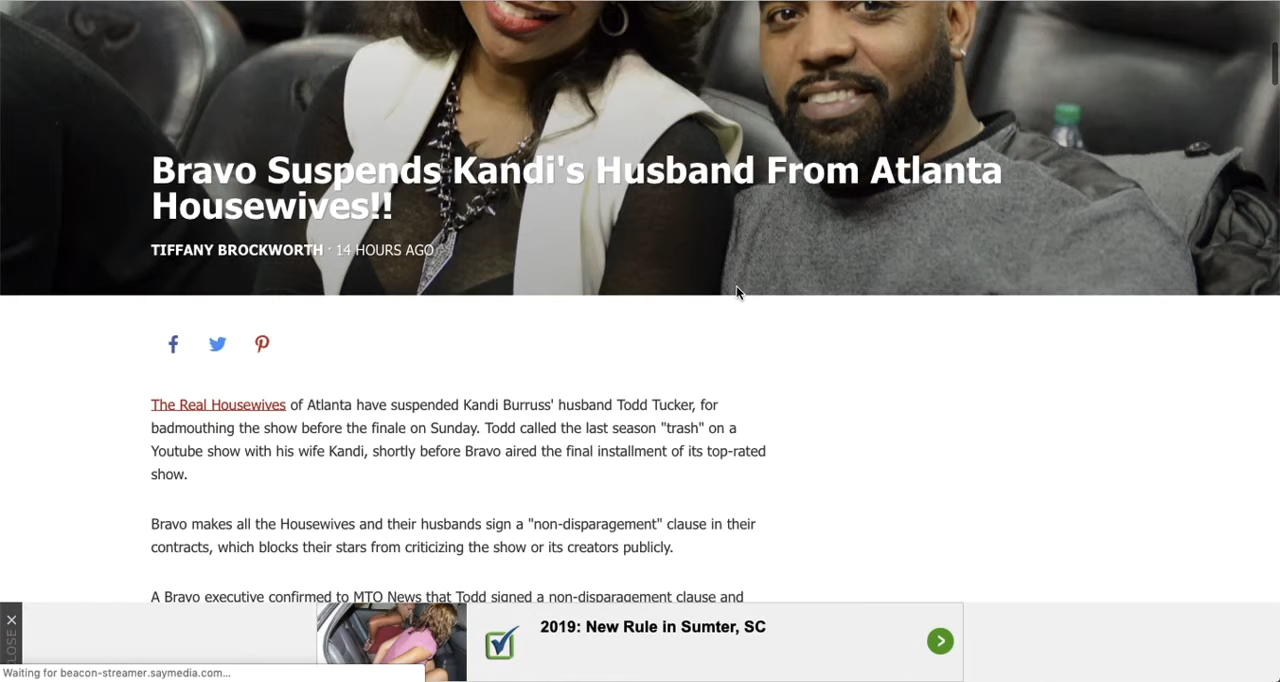 Bravo Suspends Kandi's Husband From Atlanta
Housewives!!
TIFFANY BROCKWORTH · 14 HOURS AGO
The Real Housewives of Atlanta have suspended Kandi Burruss' husband Todd Tucker, for
badmouthing the show before the finale on Sunday. Todd called the last season "trash" on a
Youtube show with his wife Kandi, shortly before Bravo aired the final installment of its top-rated
show.
Bravo makes all the Housewives and their husbands sign a "non-disparagement" clause in their
contracts, which blocks their stars from criticizing the show or its creators publicly.
A Bravo executive confirmed to MTO News that Todd signed a non-disparagement clause and
2019: New Rule in Sumter, SC
Waiting for beacon-streamer.saymedia.com...